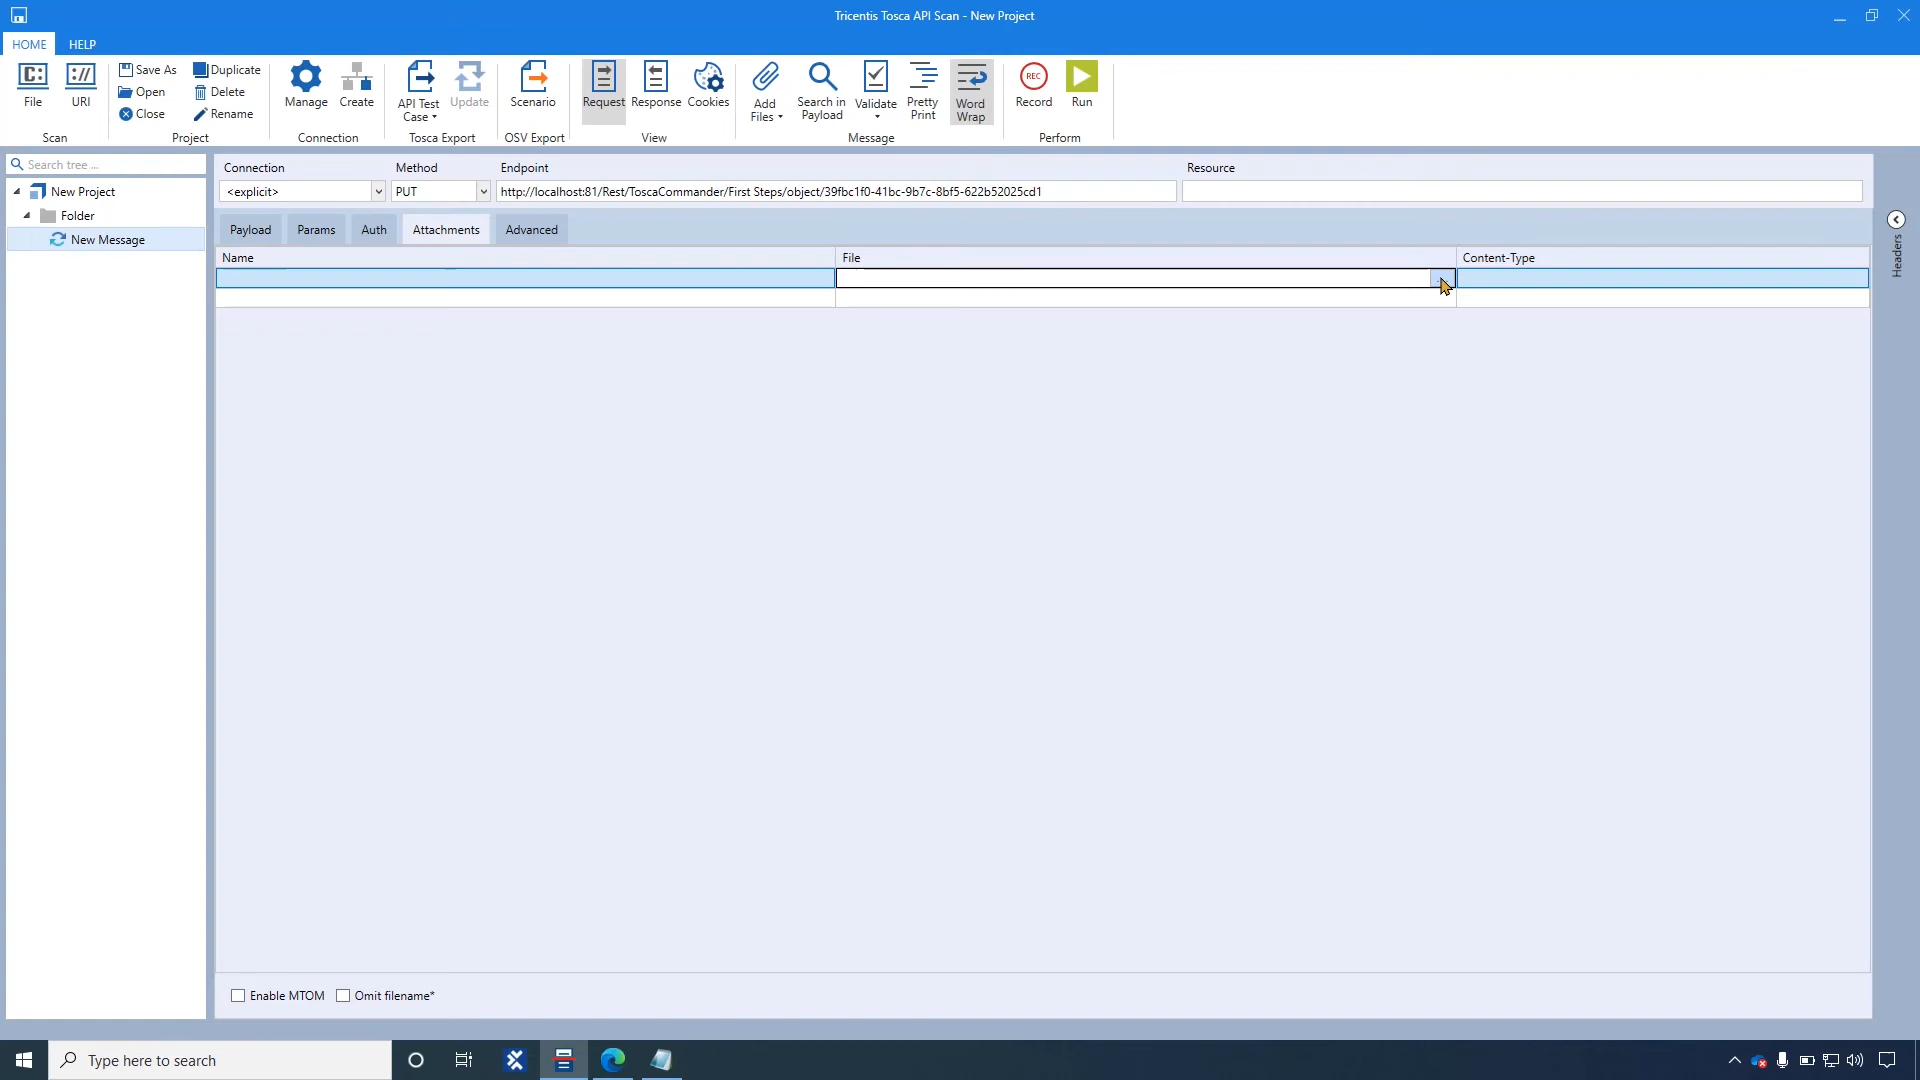 Tricentis Tosca API Scan - New Project
HOME HELP
C: :// Save As Duplicate
Open Delete
Close Rename
File URI Manage Create API Test Case Update Scenario Request Response Cookies Add Files Search in Payload Validate Pretty Print Word Wrap REC Record Run
Scan Project Connection Tosca Export OSV Export View Message Perform
Search tree ...
New Project
Folder
New Message
Connection Method Endpoint Resource
<explicit> PUT http://localhost:81/Rest/ToscaCommander/First Steps/object/39fbc1f0-41bc-9b7c-8bf5-622b52025cd1
Payload Params Auth Attachments Advanced
Headers
Name File Content-Type
Enable MTOM Omit filename*
Type here to search